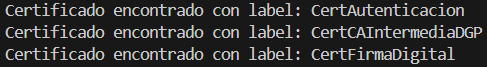 Certificado encontrado con label: CertAutenticacion
Certificado encontrado con label: CertCAIntermediaDGP
Certificado encontrado con label: CertFirmaDigital